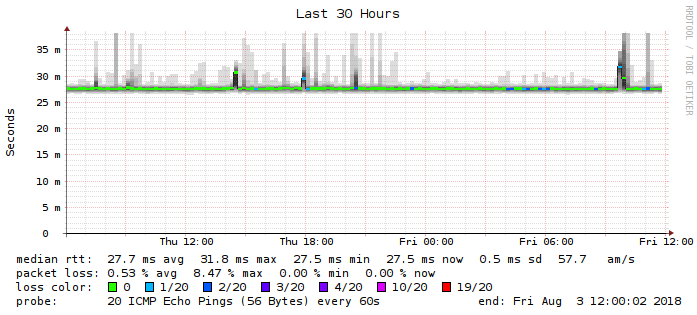 Last 30 Hours
RRDTOOL / TOBI OETIKER
Seconds
35 m
30 m
25 m
20 m
15 m
10 m
5 m
0
Thu 12:00 Thu 18:00 Fri 00:00 Fri 06:00 Fri 12:00
median rtt: 27.7 ms avg 31.8 ms max 27.5 ms min 27.5 ms now 0.5 ms sd 57.7 am/s
packet loss: 0.53 % avg 8.47 % max 0.00 % min 0.00 % now
loss color: 0 1/20 2/20 3/20 4/20 10/20 19/20
probe: 20 ICMP Echo Pings (56 Bytes) every 60s end: Fri Aug 3 12:00:02 2018